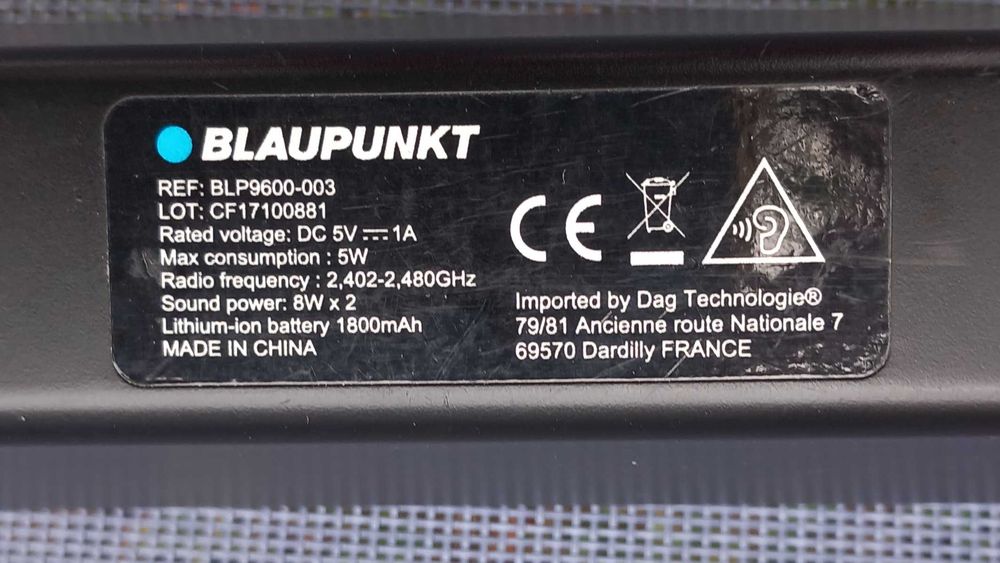 BLAUPUNKT
REF: BLP9600-003
LOT: CF17100881
Rated voltage: DC 5V ⎓ 1A
Max consumption : 5W
Radio frequency : 2,402-2,480GHz
Sound power: 8W x 2
Lithium-ion battery 1800mAh
MADE IN CHINA
CE
Imported by Dag Technologie®
79/81 Ancienne route Nationale 7
69570 Dardilly FRANCE